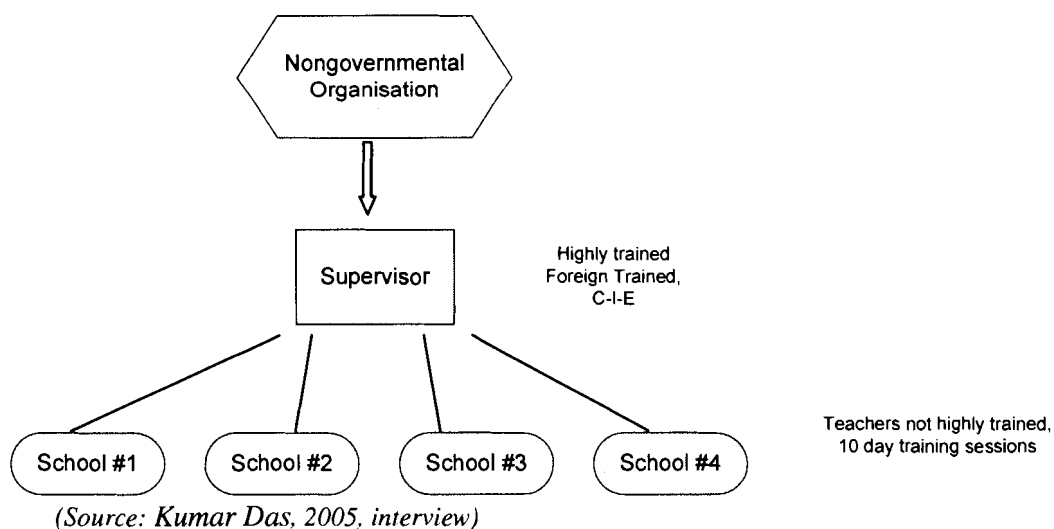 Nongovernmental
Organisation
Supervisor
Highly trained
Foreign Trained,
C-I-E
School #1
School #2
School #3
School #4
Teachers not highly trained,
10 day training sessions
(Source: Kumar Das, 2005, interview)